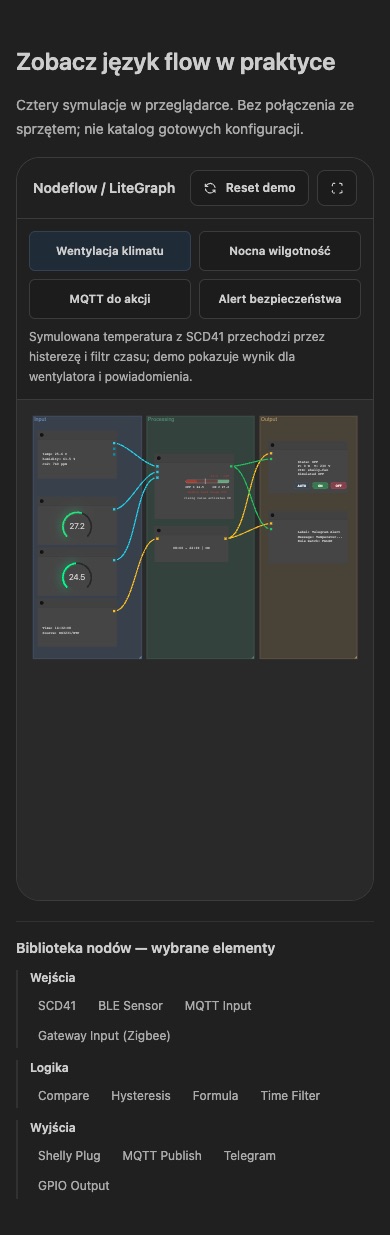 Zobacz język flow w praktyce
Cztery symulacje w przeglądarce. Bez połączenia ze
sprzętem; nie katalog gotowych konfiguracji.
Nodeflow / LiteGraph
Reset demo
Wentylacja klimatu
Nocna wilgotność
MQTT do akcji
Alert bezpieczeństwa
Symulowana temperatura z SCD41 przechodzi przez
histerezę i filtr czasu; demo pokazuje wynik dla
wentylatora i powiadomienia.
Input
Processing
Output
27.2
24.5
AUTO
ON
OFF
Biblioteka nodów — wybrane elementy
Wejścia
SCD41 BLE Sensor MQTT Input
Gateway Input (Zigbee)
Logika
Compare Hysteresis Formula Time Filter
Wyjścia
Shelly Plug MQTT Publish Telegram
GPIO Output